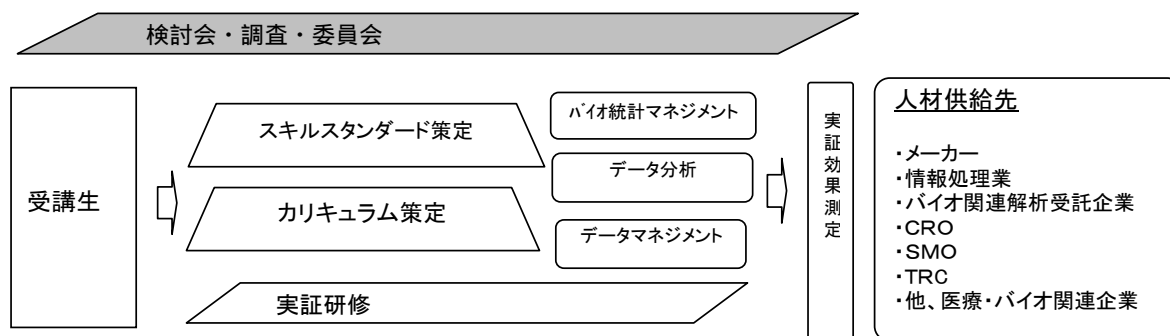 検討会・調査・委員会
受講生
スキルスタンダード策定
カリキュラム策定
実証研修
バイオ統計マネジメント
データ分析
データマネジメント
実証効果測定
人材供給先
・メーカー
・情報処理業
・バイオ関連解析受託企業
・CRO
・SMO
・TRC
・他、医療・バイオ関連企業